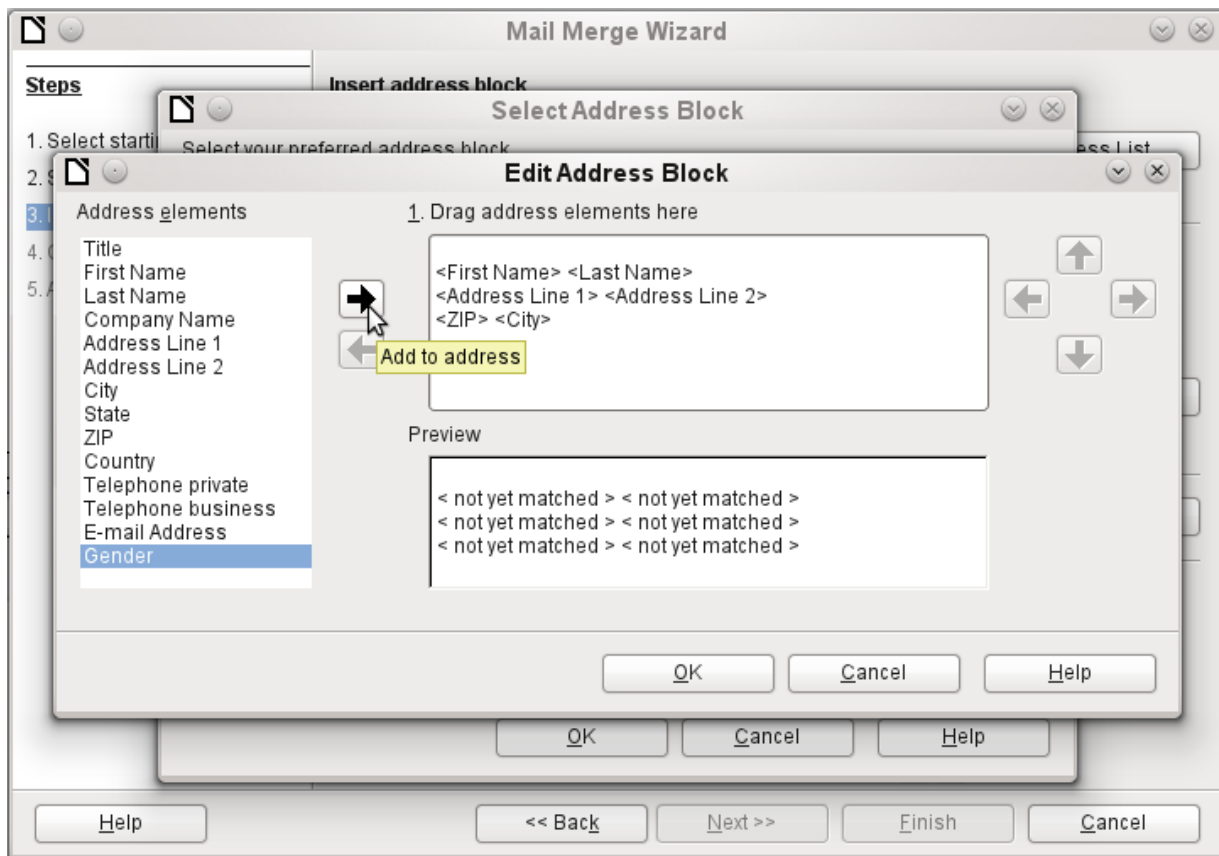 Mail Merge Wizard
Steps
Insert address block
Select Address Block
1. Select starti
Select your preferred address block
ess List
Edit Address Block
2. S
3. I
4.
5. A
Address elements
1. Drag address elements here
Title
First Name
Last Name
Company Name
Address Line 1
Address Line 2
City
State
ZIP
Country
Telephone private
Telephone business
E-mail Address
Gender
<First Name> <Last Name>
<Address Line 1> <Address Line 2>
<ZIP> <City>
Add to address
Preview
< not yet matched > < not yet matched >
< not yet matched > < not yet matched >
< not yet matched > < not yet matched >
OK
Cancel
Help
OK
Cancel
Help
Help
<< Back
Next >>
Finish
Cancel